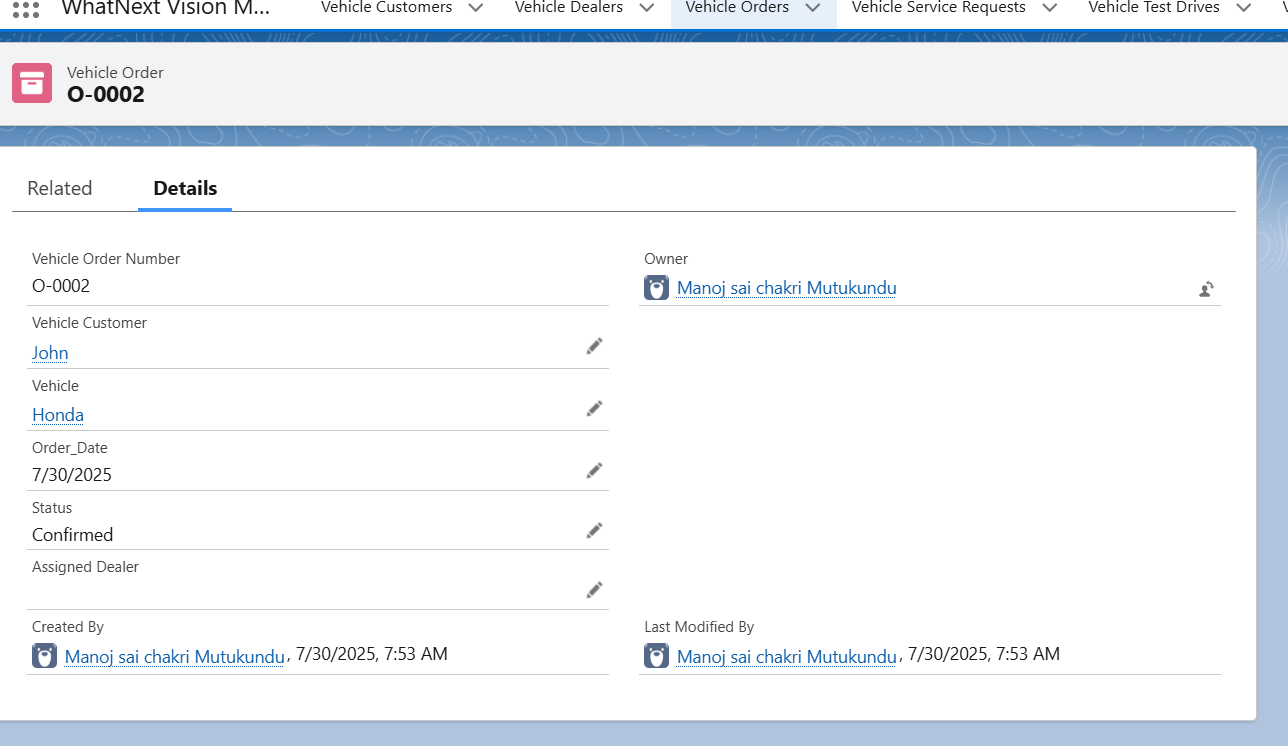 WhatNext Vision M... Vehicle Customers Vehicle Dealers Vehicle Orders Vehicle Service Requests Vehicle Test Drives
Vehicle Order
O-0002
Related Details
Vehicle Order Number
O-0002
Owner
Manoj sai chakri Mutukundu
Vehicle Customer
John
Vehicle
Honda
Order_Date
7/30/2025
Status
Confirmed
Assigned Dealer
Created By
Manoj sai chakri Mutukundu, 7/30/2025, 7:53 AM
Last Modified By
Manoj sai chakri Mutukundu, 7/30/2025, 7:53 AM